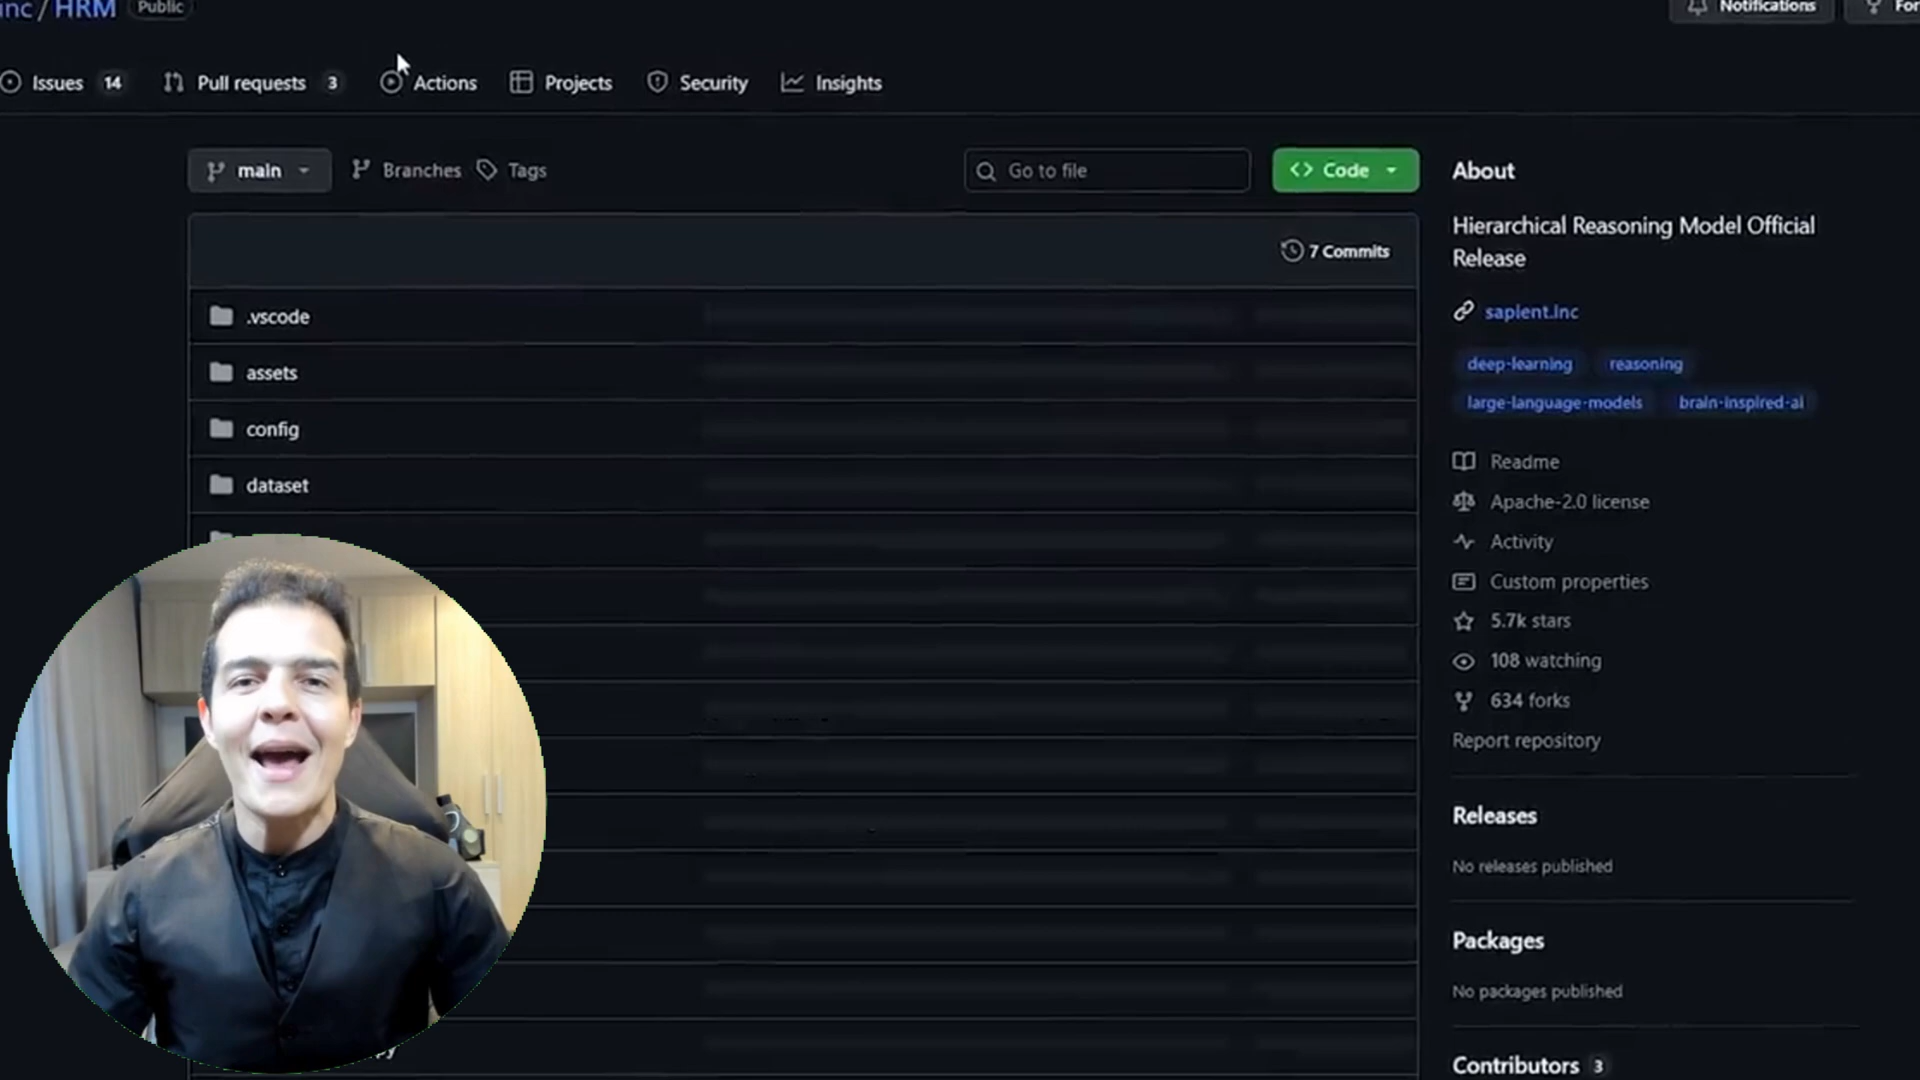 inc / HRM Public
Notifications
For
Issues 14 Pull requests 3 Actions Projects Security Insights
main Branches Tags Go to file Code
7 Commits
.vscode
assets
config
dataset
py
About
Hierarchical Reasoning Model Official
Release
sapient.inc
deep-learning reasoning
large-language-models brain-inspired-ai
Readme
Apache-2.0 license
Activity
Custom properties
5.7k stars
108 watching
634 forks
Report repository
Releases
No releases published
Packages
No packages published
Contributors 3